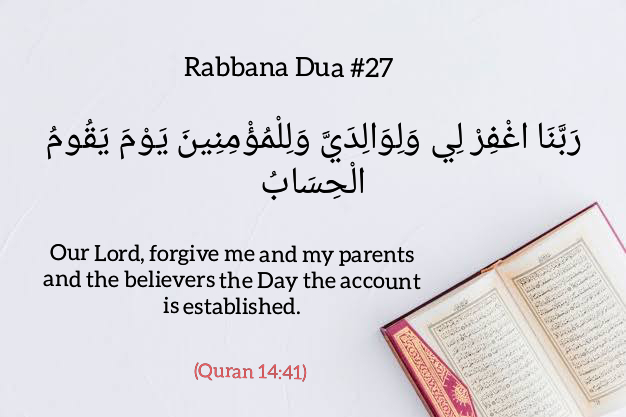 Rabbana Dua #27
رَبَّنَا اغْفِرْ لِي وَلِوَالِدَيَّ وَلِلْمُؤْمِنِينَ يَوْمَ يَقُومُ
الْحِسَابُ
Our Lord, forgive me and my parents
and the believers the Day the account
is established.
(Quran 14:41)